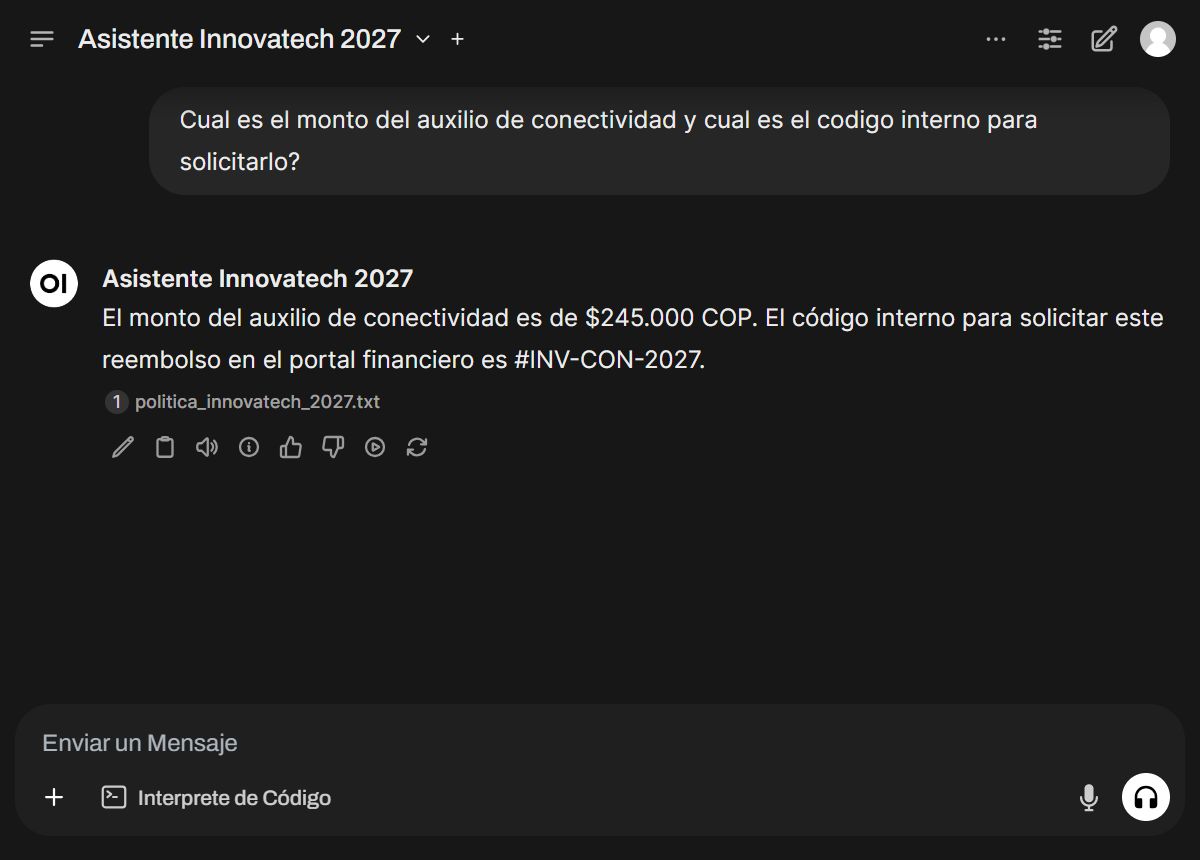 Asistente Innovatech 2027
Cual es el monto del auxilio de conectividad y cual es el codigo interno para
solicitarlo?
OI
Asistente Innovatech 2027
El monto del auxilio de conectividad es de $245.000 COP. El código interno para solicitar este
reembolso en el portal financiero es #INV-CON-2027.
1 politica_innovatech_2027.txt
Enviar un Mensaje
Interprete de Código